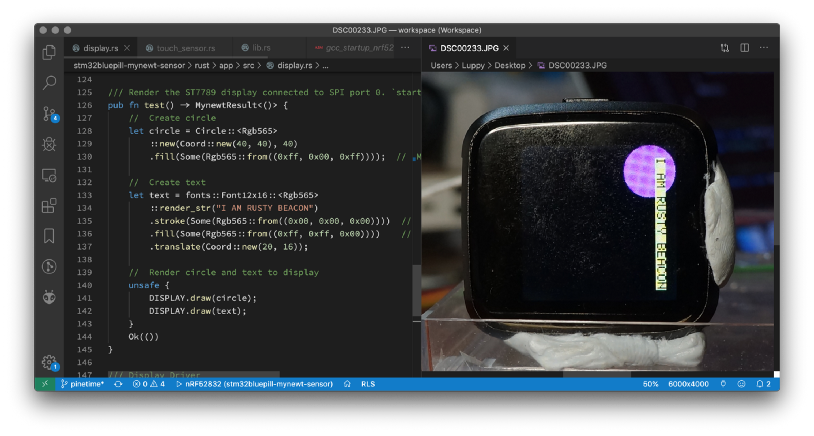 DSC00233.JPG — workspace (Workspace)
display.rs
touch_sensor.rs
lib.rs
gcc_startup_nrf52
DSC00233.JPG
stm32bluepill-mynewt-sensor > rust > app > src > display.rs > ...
Users > Luppy > Desktop > DSC00233.JPG
124
125 /// Render the ST7789 display connected to SPI port 0. `start
126 pub fn test() -> MynewtResult<()> {
127 // Create circle
128 let circle = Circle::<Rgb565>
129 ::new(Coord::new(40, 40), 40)
130 .fill(Some(Rgb565::from((0xff, 0x00, 0xff)))); // M
131
132 // Create text
133 let text = fonts::Font12x16::<Rgb565>
134 ::render_str("I AM RUSTY BEACON")
135 .stroke(Some(Rgb565::from((0x00, 0x00, 0x00)))) //
136 .fill(Some(Rgb565::from((0xff, 0xff, 0x00)))) //
137 .translate(Coord::new(20, 16));
138
139 // Render circle and text to display
140 unsafe {
141 DISPLAY.draw(circle);
142 DISPLAY.draw(text);
143 }
144 Ok(())
145 }
146
147 /// Display Driver
I AM RUSTY BEACON
4
1
pinetime*
0
4
nRF52832 (stm32bluepill-mynewt-sensor)
RLS
50%
6000x4000
2